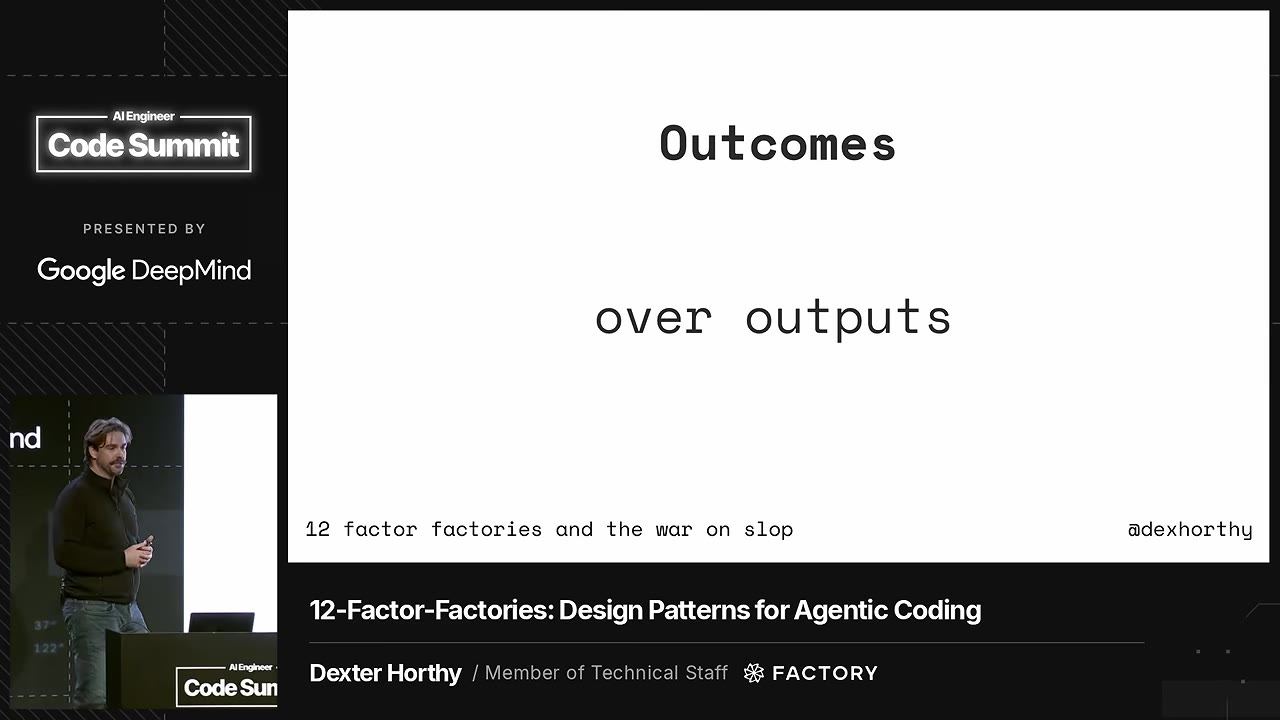 AI Engineer
Code Summit
PRESENTED BY
Google DeepMind
Outcomes
over outputs
12 factor factories and the war on slop
@dexhorthy
nd
37°
122°
AI Engineer
Code Sum
12-Factor-Factories: Design Patterns for Agentic Coding
Dexter Horthy / Member of Technical Staff FACTORY